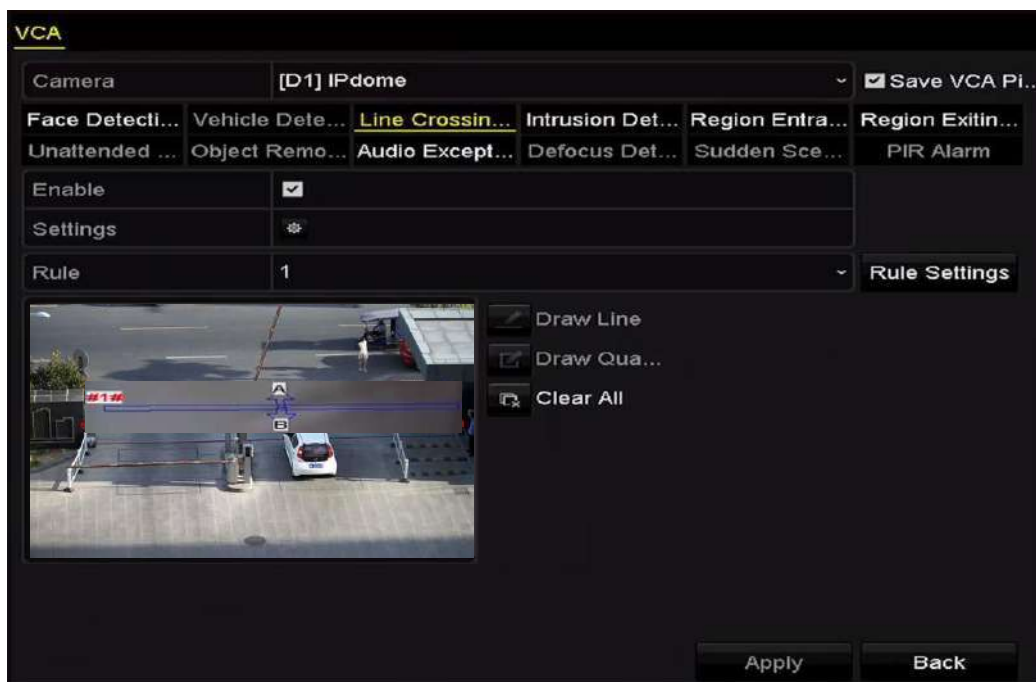 VCA
Camera [D1] IPdome Save VCA Pi..
Face Detecti... Vehicle Dete... Line Crossin... Intrusion Det... Region Entra... Region Exitin...
Unattended ... Object Remo... Audio Except... Defocus Det... Sudden Sce... PIR Alarm
Enable
Settings
Rule 1 Rule Settings
Draw Line
Draw Qua...
Clear All
#1#
A
B
Apply Back